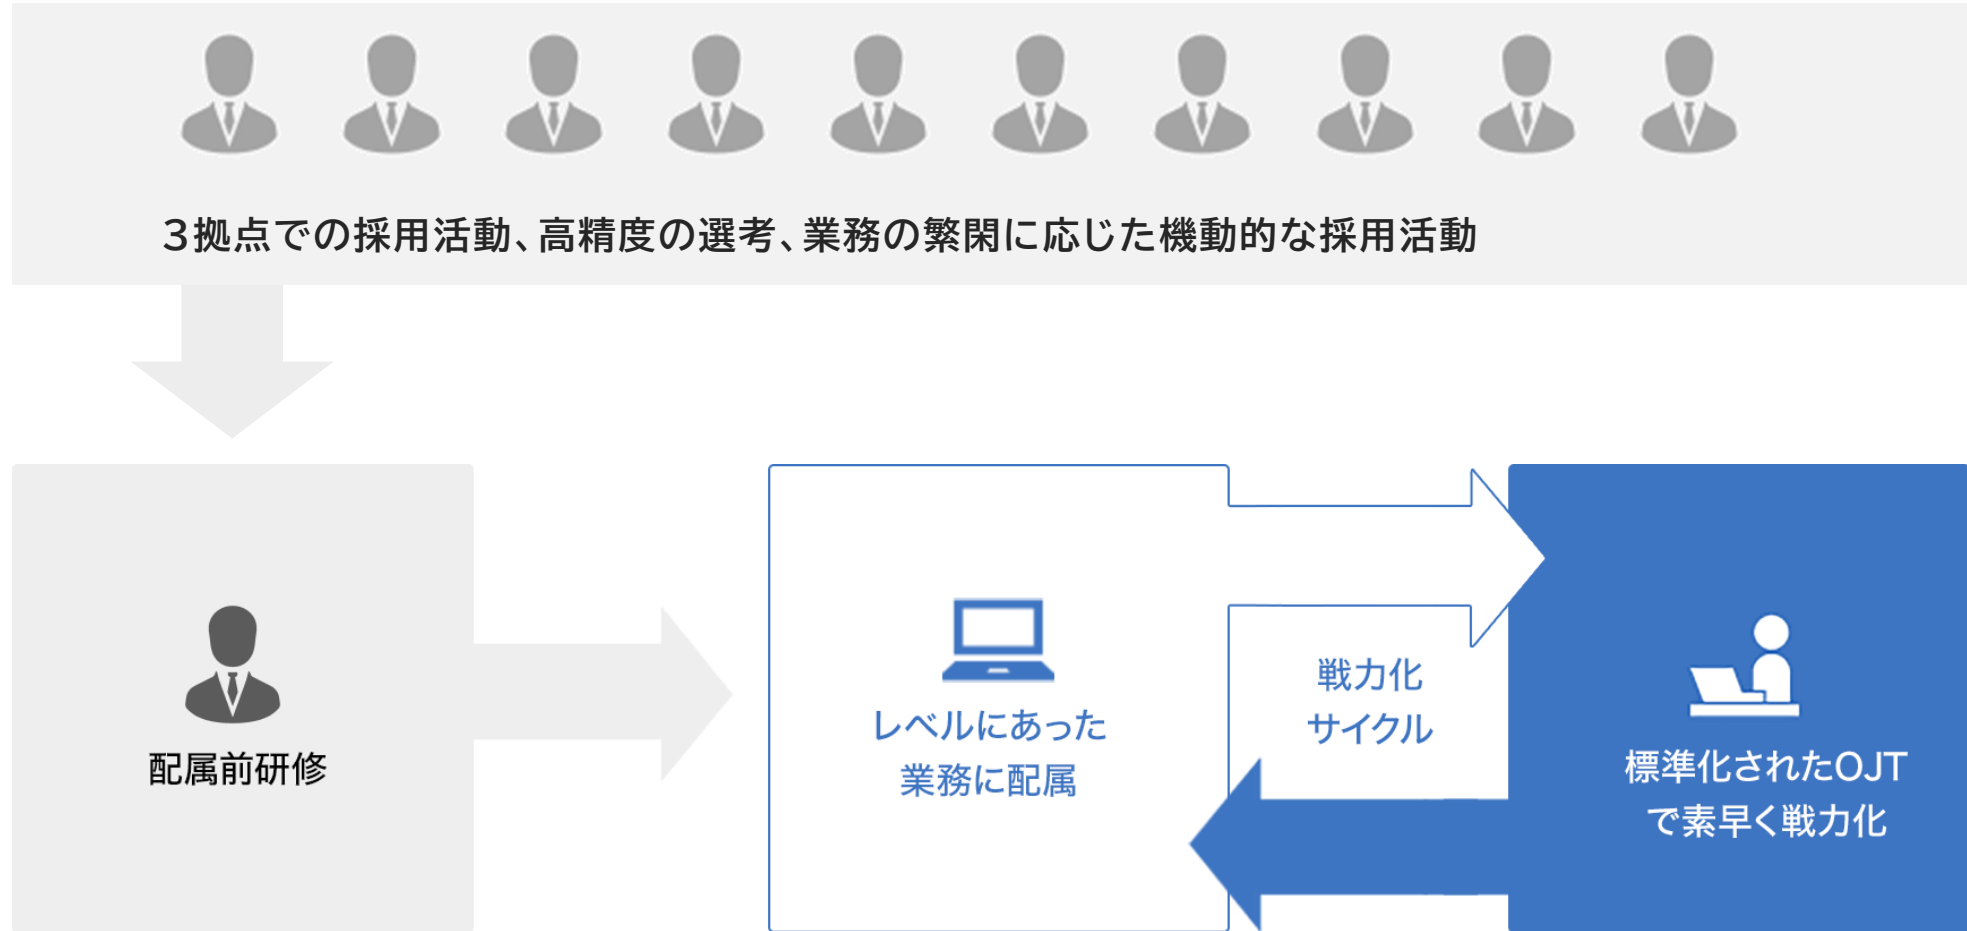 ３拠点での採用活動、高精度の選考、業務の繁閑に応じた機動的な採用活動
配属前研修
レベルにあった
業務に配属
戦力化
サイクル
標準化されたOJT
で素早く戦力化